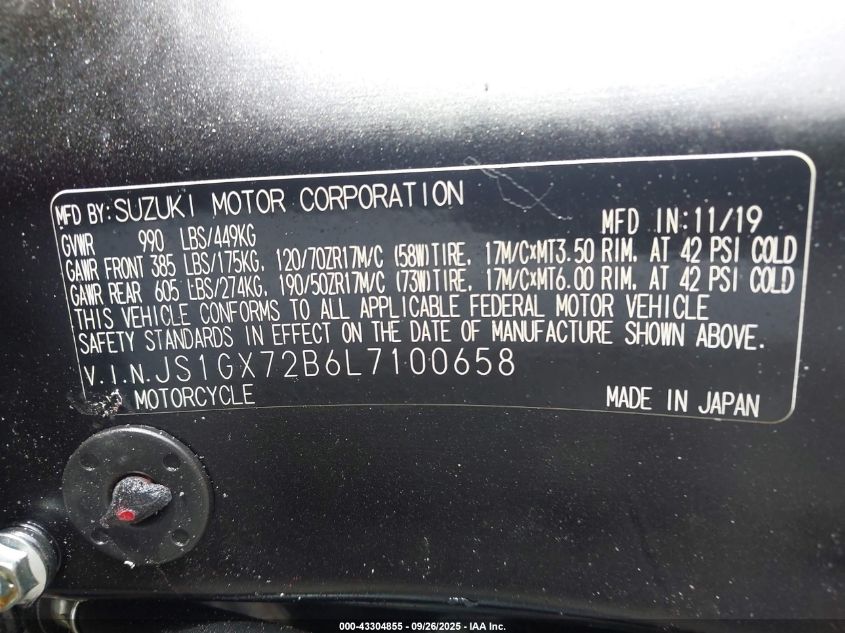 MFD BY: SUZUKI MOTOR CORPORATION MFD IN: 11/19
GVWR 990 LBS/449KG
GAWR FRONT 385 LBS/175KG, 120/70ZR17M/C (58W)TIRE, 17M/CxMT3.50 RIM, AT 42 PSI COLD
GAWR REAR 605 LBS/274KG, 190/50ZR17M/C (73W)TIRE, 17M/CxMT6.00 RIM, AT 42 PSI COLD
THIS VEHICLE CONFORMS TO ALL APPLICABLE FEDERAL MOTOR VEHICLE
SAFETY STANDARDS IN EFFECT ON THE DATE OF MANUFACTURE SHOWN ABOVE.
V.I.N. JS1GX72B6L7100658
MOTORCYCLE MADE IN JAPAN
000-43304855 - 09/26/2025 - IAA Inc.